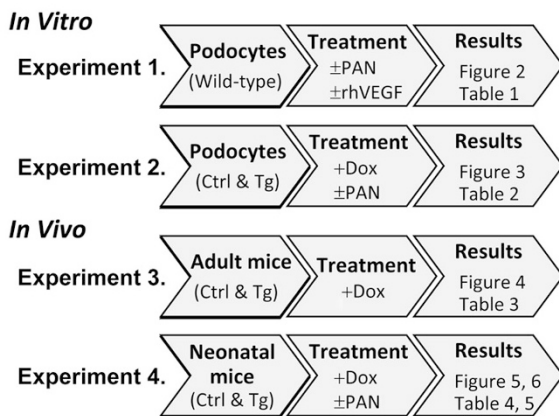 In Vitro
Experiment 1.
Podocytes
(Wild-type)
Treatment
±PAN
±rhVEGF
Results
Figure 2
Table 1
Experiment 2.
Podocytes
(Ctrl & Tg)
Treatment
+Dox
±PAN
Results
Figure 3
Table 2
In Vivo
Experiment 3.
Adult mice
(Ctrl & Tg)
Treatment
+Dox
Results
Figure 4
Table 3
Experiment 4.
Neonatal
mice
(Ctrl & Tg)
Treatment
+Dox
±PAN
Results
Figure 5, 6
Table 4, 5